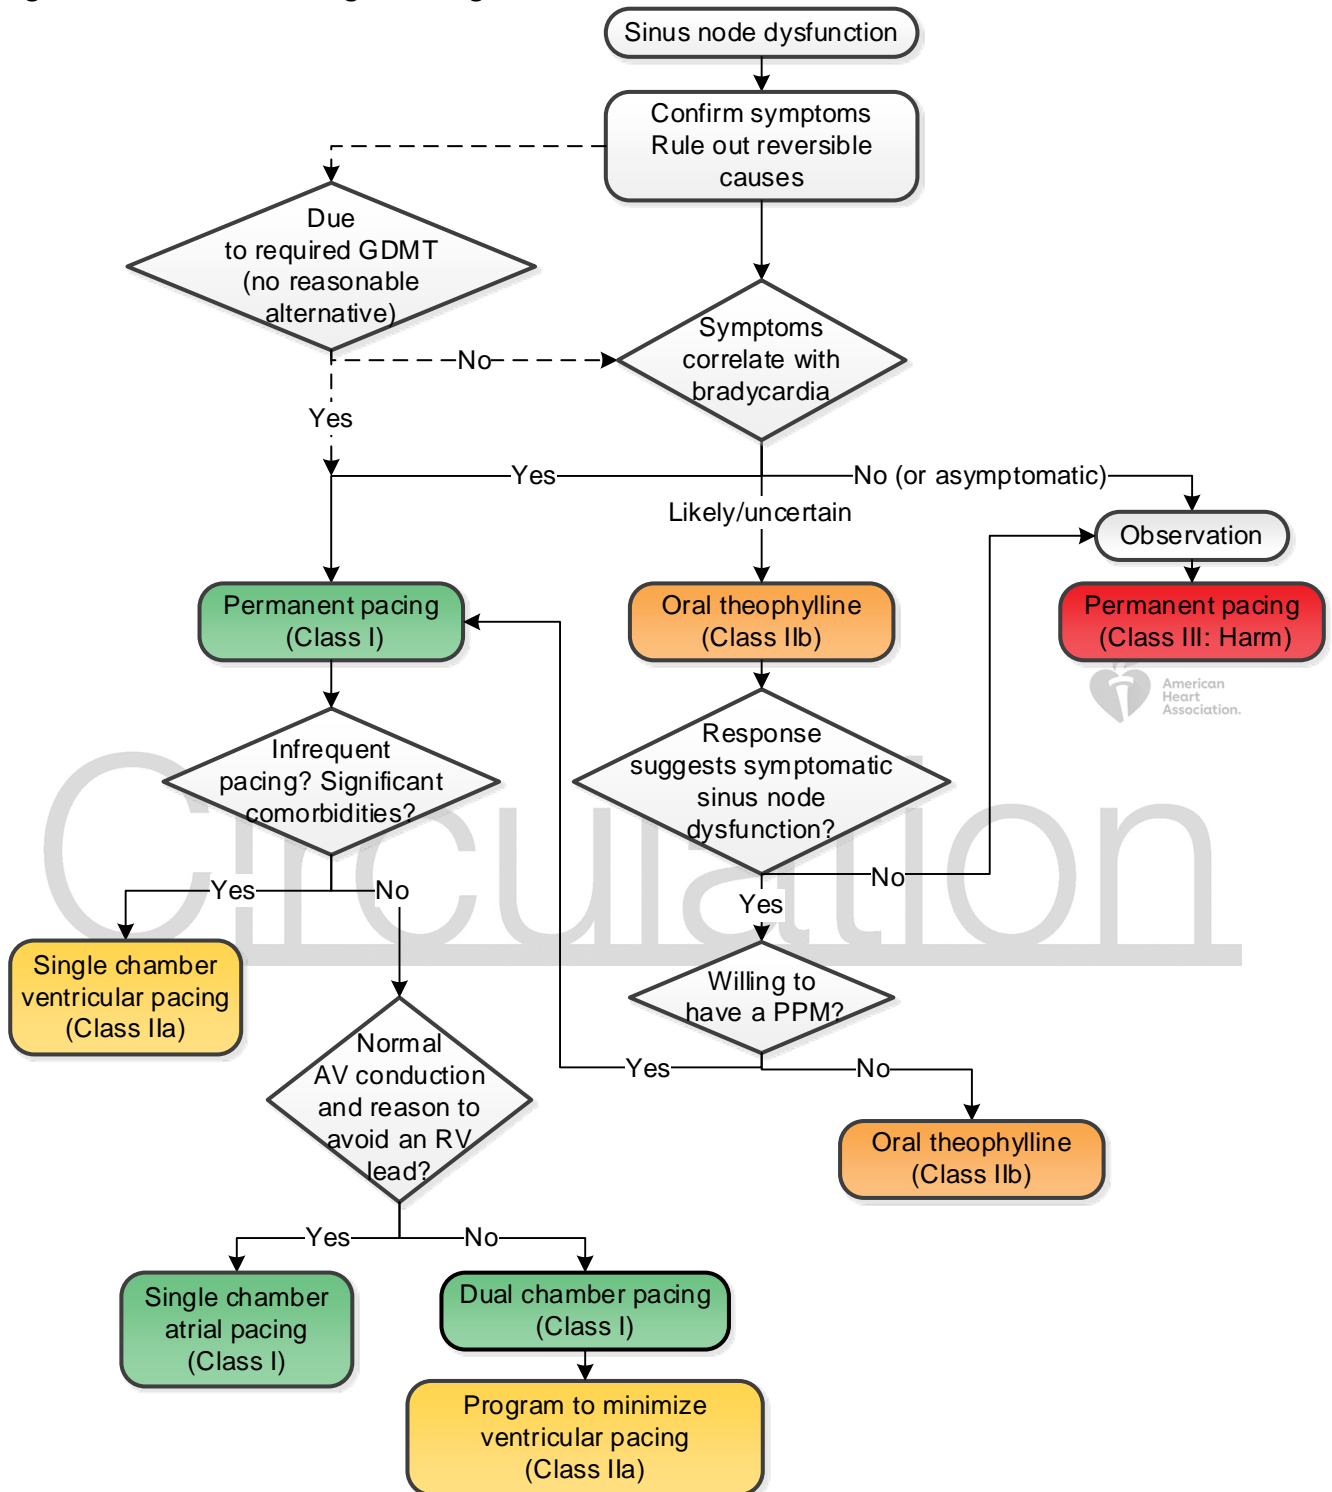 Sinus node dysfunction
Confirm symptoms
Rule out reversible
causes
Due
to required GDMT
(no reasonable
alternative)
No
Symptoms
correlate with
bradycardia
Yes
Yes
No (or asymptomatic)
Likely/uncertain
Observation
Permanent pacing
(Class I)
Oral theophylline
(Class IIb)
Permanent pacing
(Class III: Harm)
American
Heart
Association.
Infrequent
pacing? Significant
comorbidities?
Response
suggests symptomatic
sinus node
dysfunction?
Circulation
Yes
No
No
Yes
Single chamber
ventricular pacing
(Class IIa)
Willing to
have a PPM?
Normal
AV conduction
and reason to
avoid an RV
lead?
Yes
No
Oral theophylline
(Class IIb)
Yes
No
Single chamber
atrial pacing
(Class I)
Dual chamber pacing
(Class I)
Program to minimize
ventricular pacing
(Class IIa)